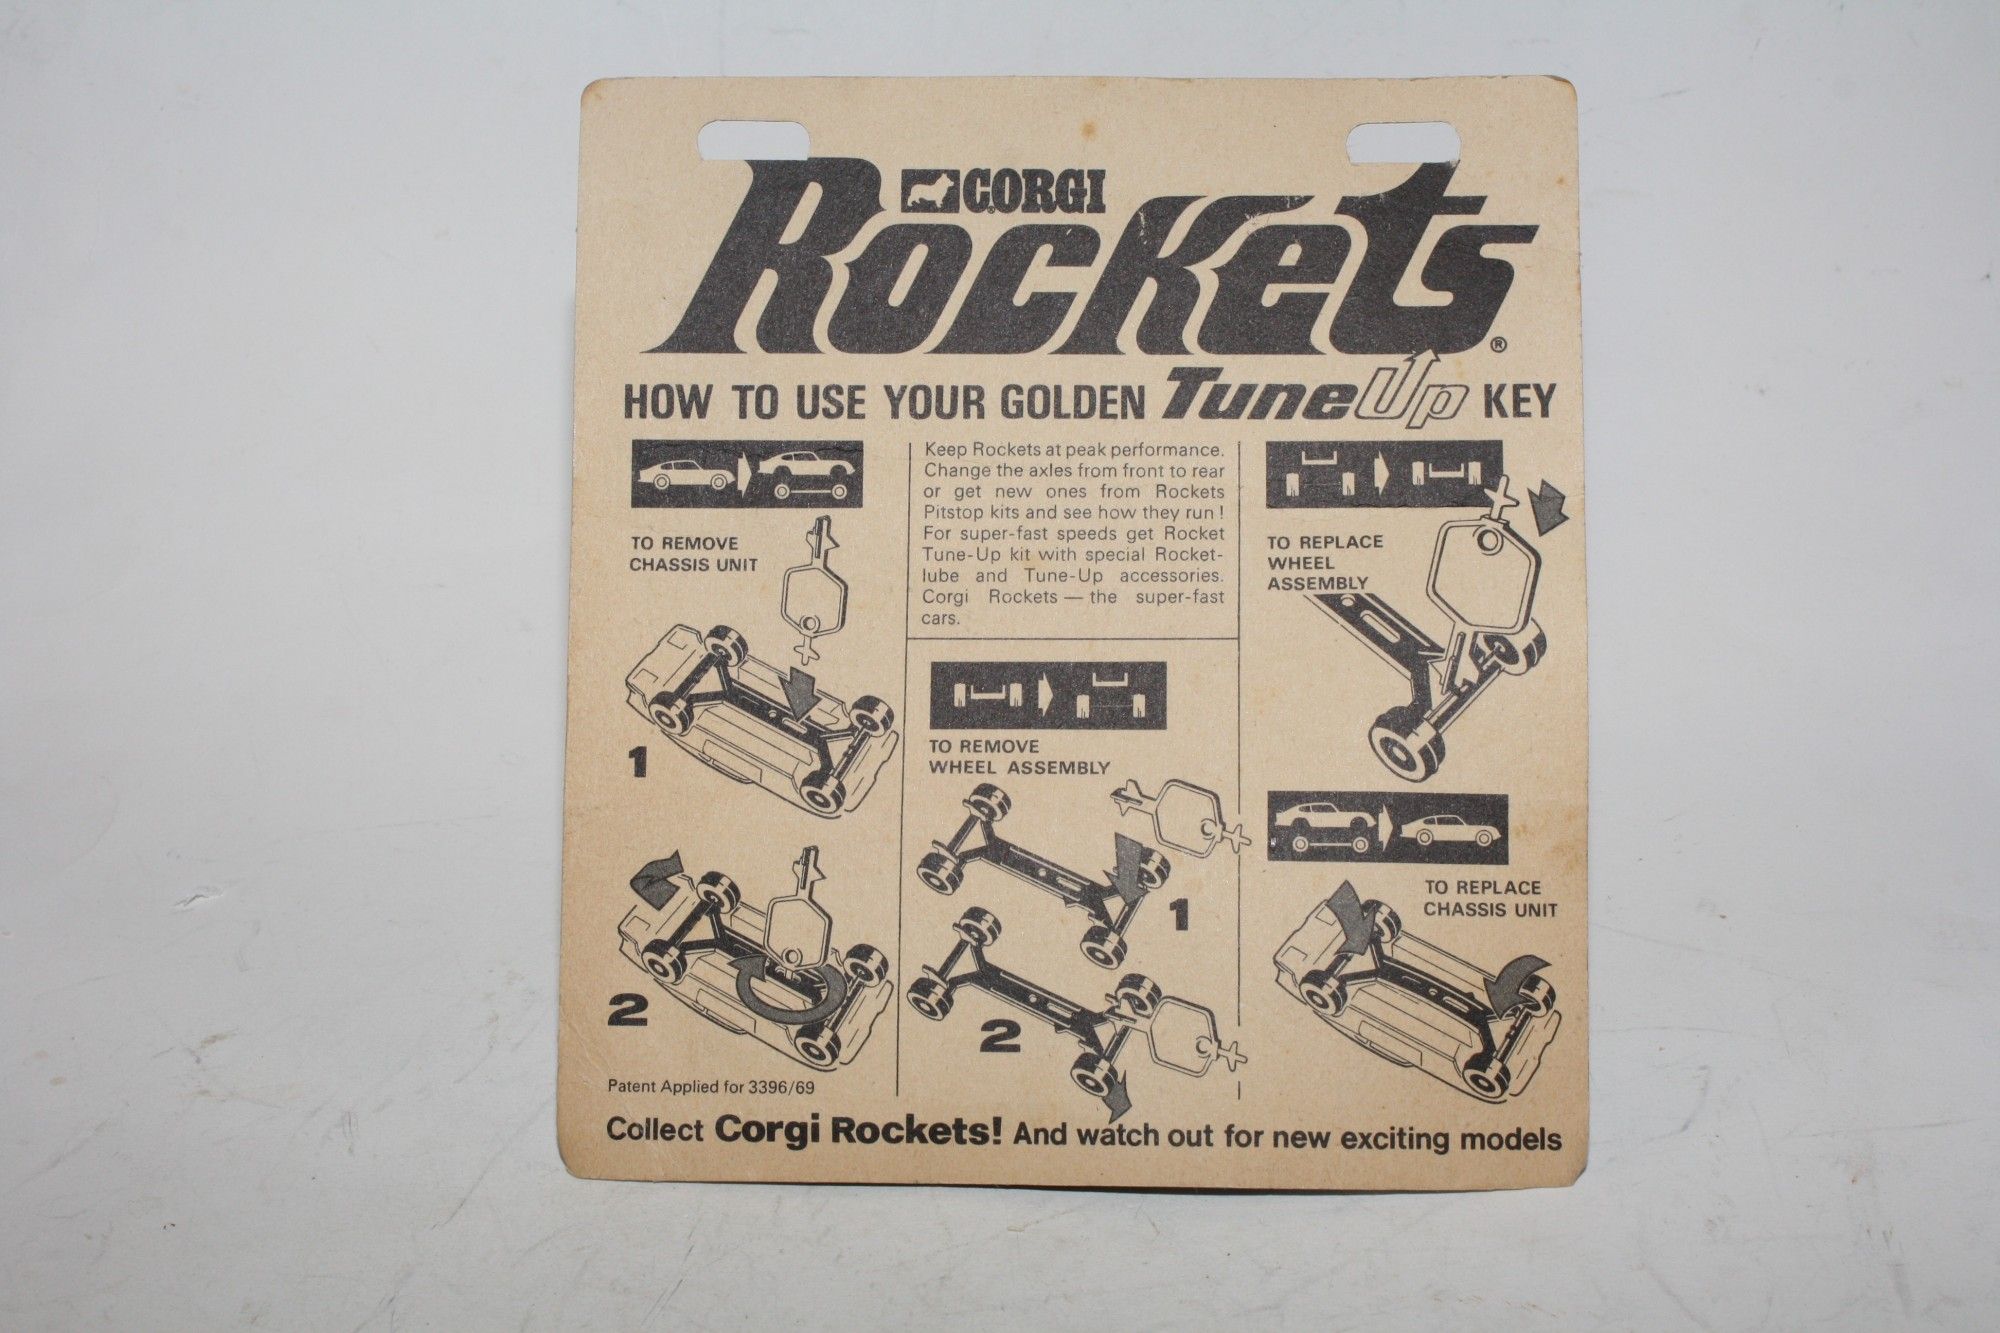 CORGI
Rockets®
HOW TO USE YOUR GOLDEN TuneUp KEY
TO REMOVE
CHASSIS UNIT
1
2
Patent Applied for 3396/69
Keep Rockets at peak performance.
Change the axles from front to rear
or get new ones from Rockets
Pitstop kits and see how they run !
For super-fast speeds get Rocket
Tune-Up kit with special Rocket-
lube and Tune-Up accessories.
Corgi Rockets — the super-fast
cars.
TO REMOVE
WHEEL ASSEMBLY
1
2
TO REPLACE
WHEEL
ASSEMBLY
TO REPLACE
CHASSIS UNIT
Collect Corgi Rockets! And watch out for new exciting models